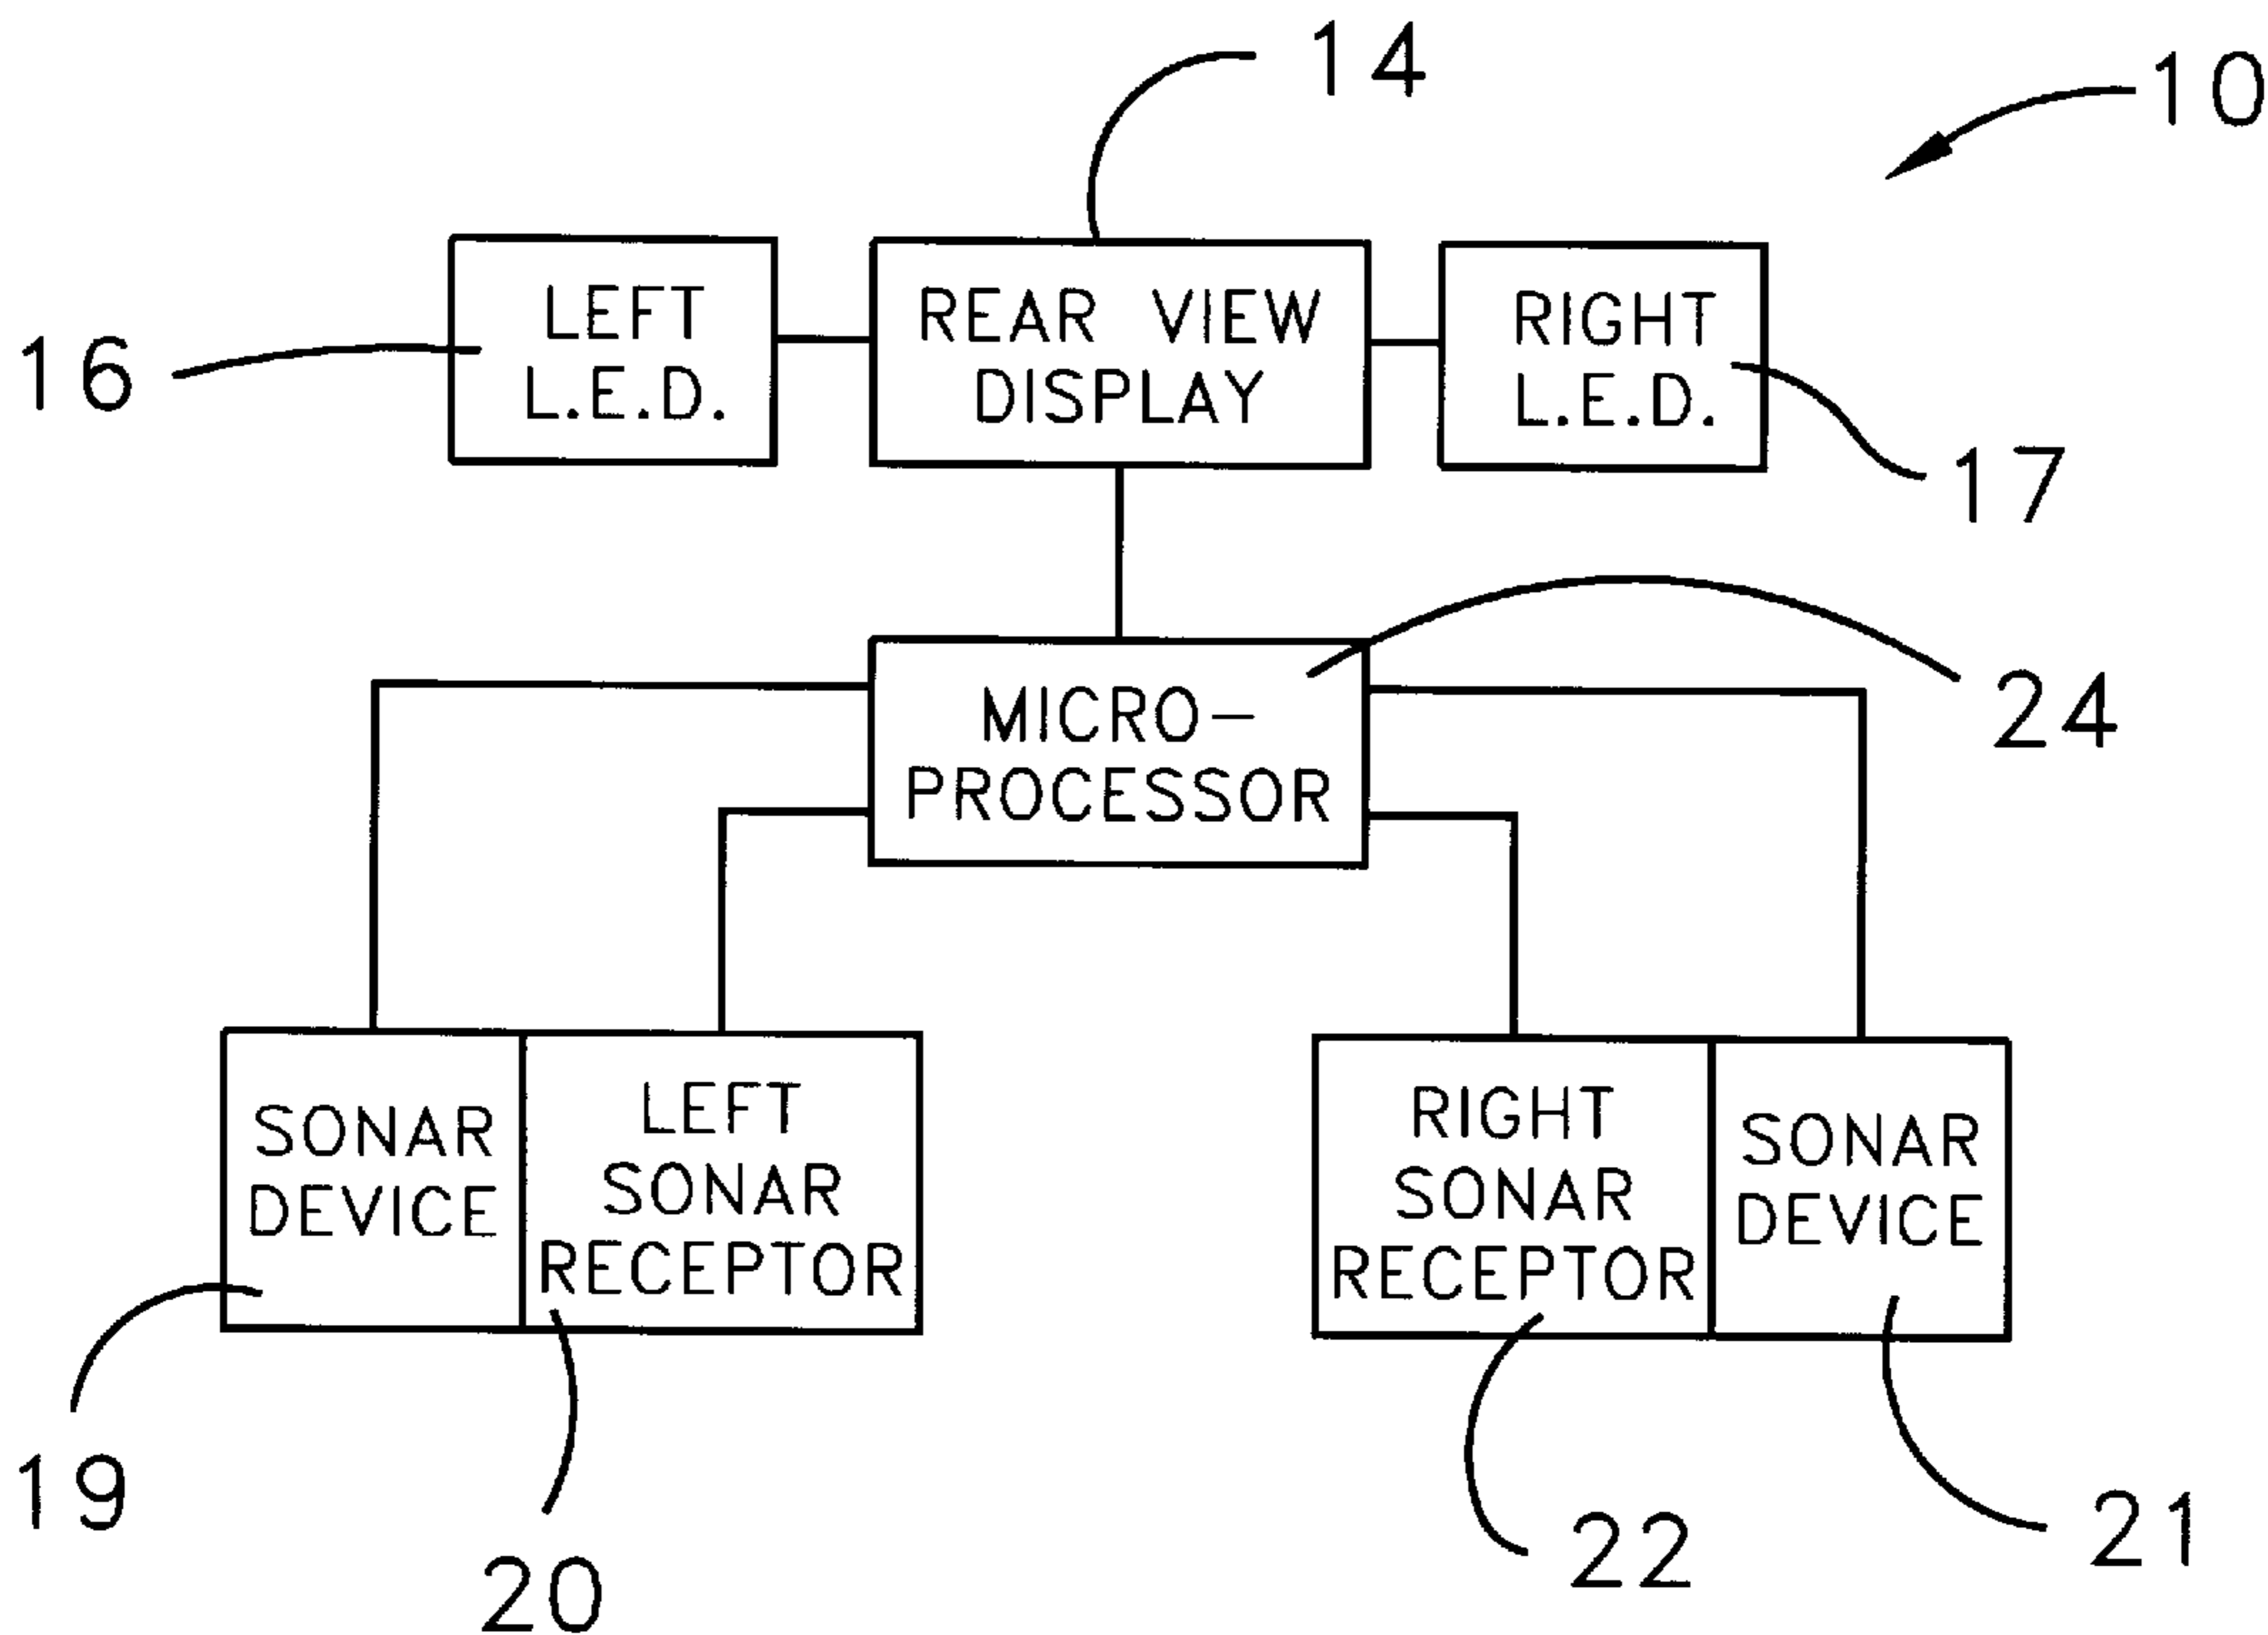 14
10
LEFT
L.E.D.
REAR VIEW
DISPLAY
RIGHT
L.E.D.
16
17
MICRO-
PROCESSOR
24
SONAR
DEVICE
LEFT
SONAR
RECEPTOR
RIGHT
SONAR
RECEPTOR
SONAR
DEVICE
19
20
22
21